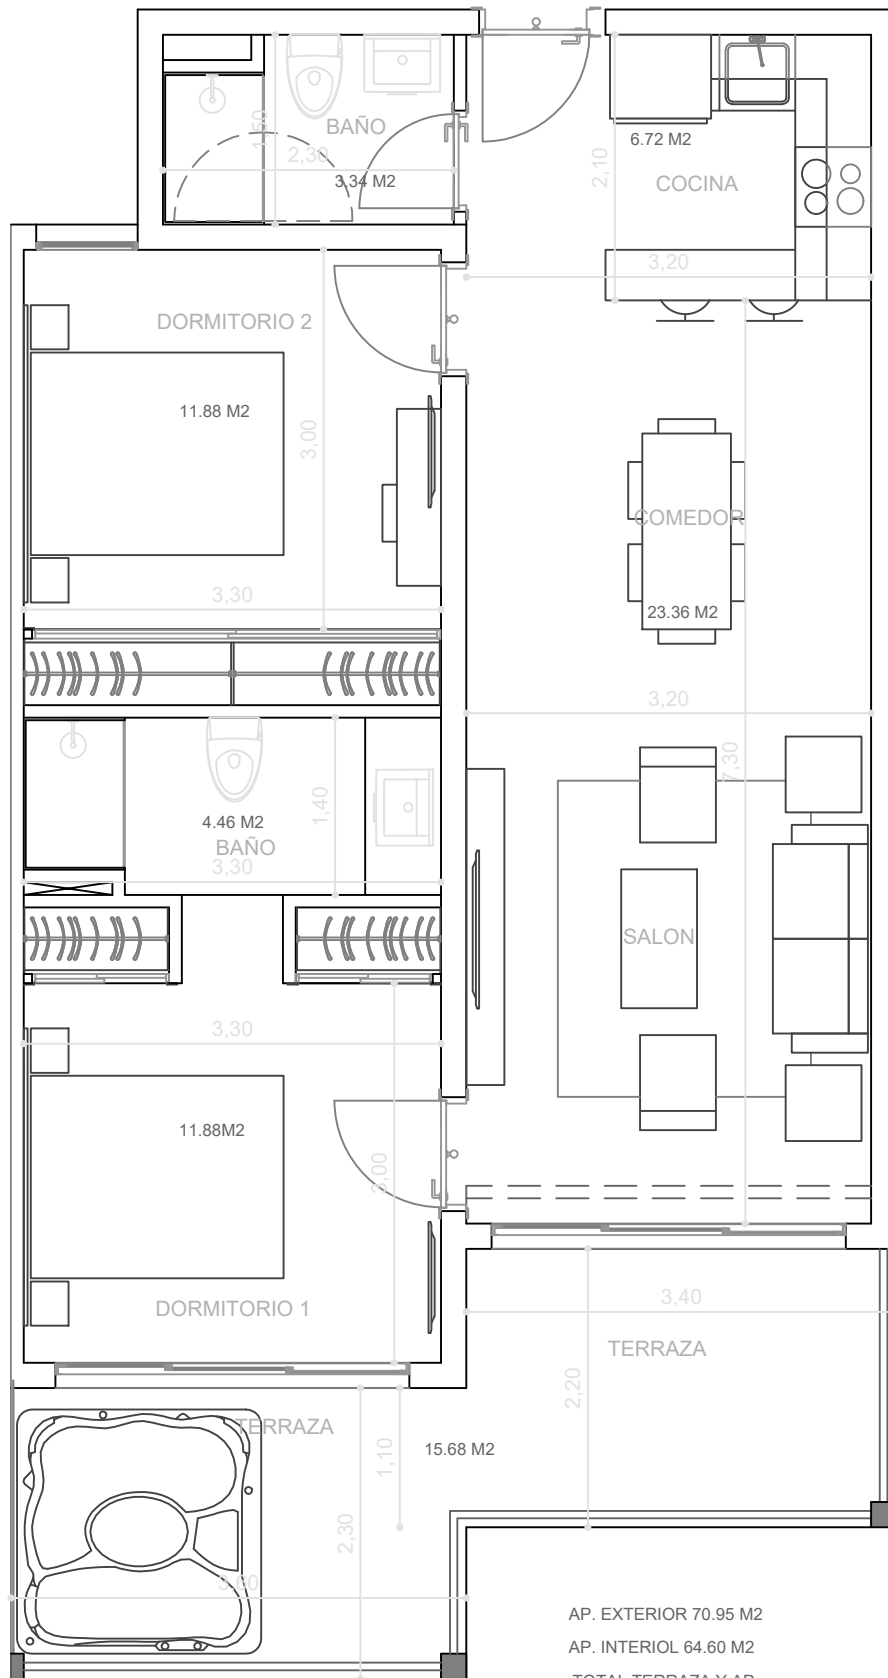 BAÑO
1,50
2,30
3.34 M2
6.72 M2
2,10
COCINA
3,20
DORMITORIO 2
11.88 M2
3,00
COMEDOR
3,30
23.36 M2
3,20
7,30
4.46 M2
1,40
BAÑO
3,30
SALON
3,30
11.88M2
3,00
DORMITORIO 1
3,40
TERRAZA
2,20
TERRAZA
1,10
15.68 M2
2,30
3,60
AP. EXTERIOR 70.95 M2
AP. INTERIOL 64.60 M2
TOTAL TERRAZA Y AP